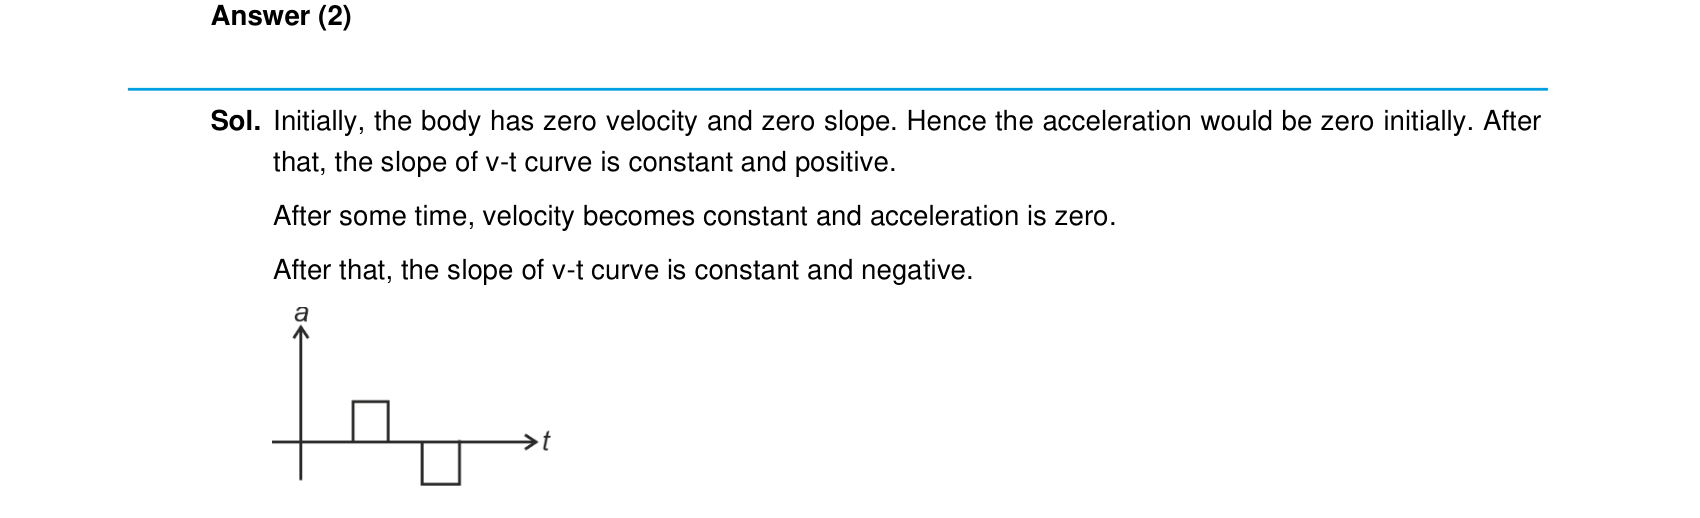 Answer (2)
Sol. Initially, the body has zero velocity and zero slope. Hence the acceleration would be zero initially. After
that, the slope of v-t curve is constant and positive.
After some time, velocity becomes constant and acceleration is zero.
After that, the slope of v-t curve is constant and negative.
a
t